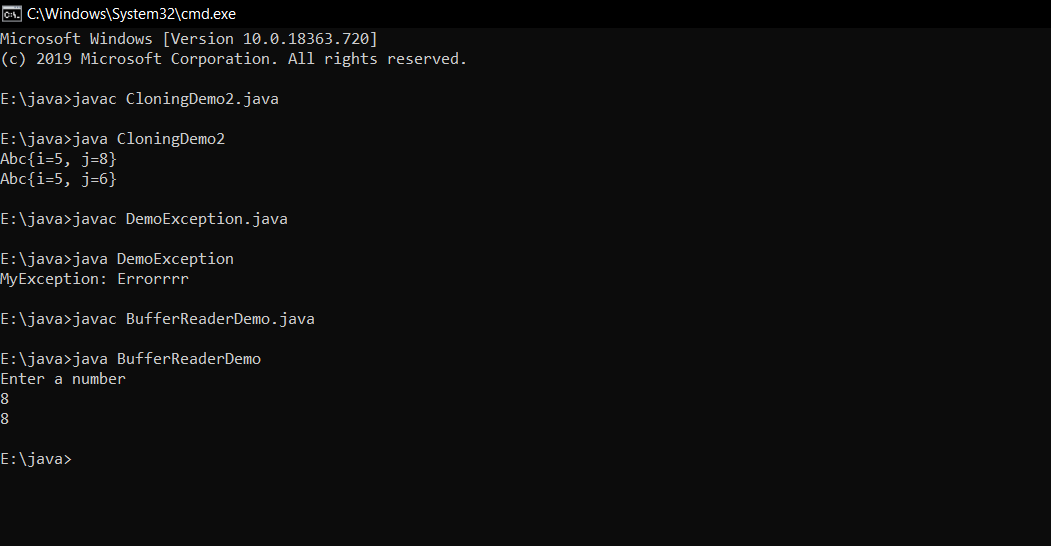 C:\Windows\System32\cmd.exe
Microsoft Windows [Version 10.0.18363.720]
(c) 2019 Microsoft Corporation. All rights reserved.
E:\java>javac CloningDemo2.java
E:\java>java CloningDemo2
Abc{i=5, j=8}
Abc{i=5, j=6}
E:\java>javac DemoException.java
E:\java>java DemoException
MyException: Errorrrr
E:\java>javac BufferReaderDemo.java
E:\java>java BufferReaderDemo
Enter a number
8
8
E:\java>